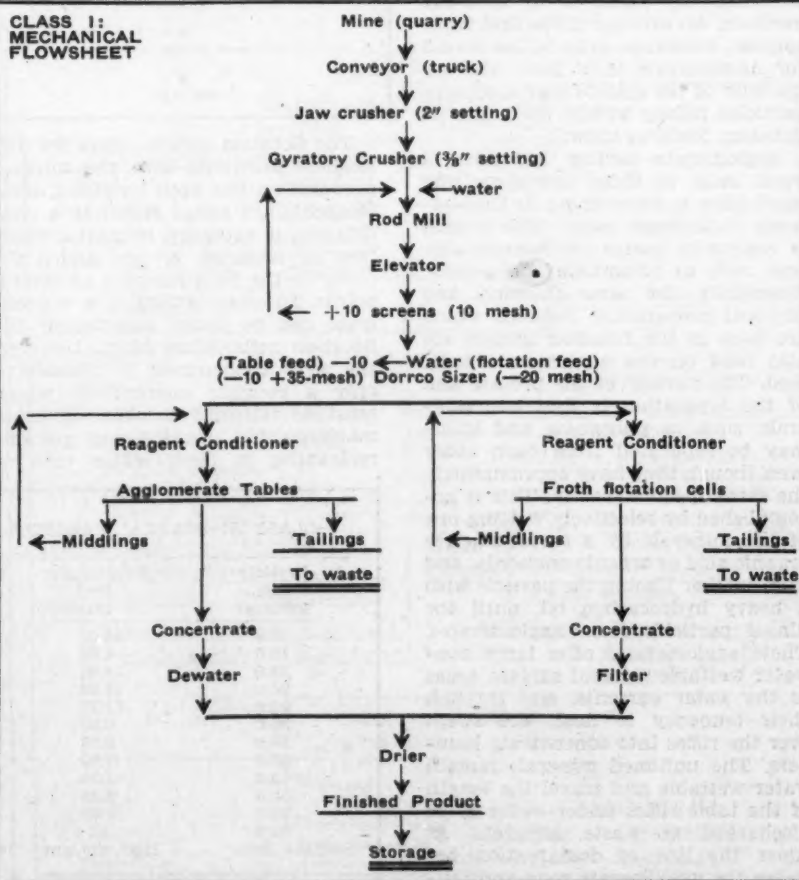 CLASS I:
MECHANICAL
FLOWSHEET
Mine (quarry)
Conveyor (truck)
Jaw crusher (2" setting)
Gyratory Crusher (⅜" setting)
water
Rod Mill
Elevator
+10 screens (10 mesh)
(Table feed) —10 Water (flotation feed)
(—10 +35-mesh) Dorrco Sizer (—20 mesh)
Reagent Conditioner Reagent Conditioner
Agglomerate Tables Froth flotation cells
Middlings Tailings Middlings Tailings
To waste To waste
Concentrate Concentrate
Dewater Filter
Drier
Finished Product
Storage